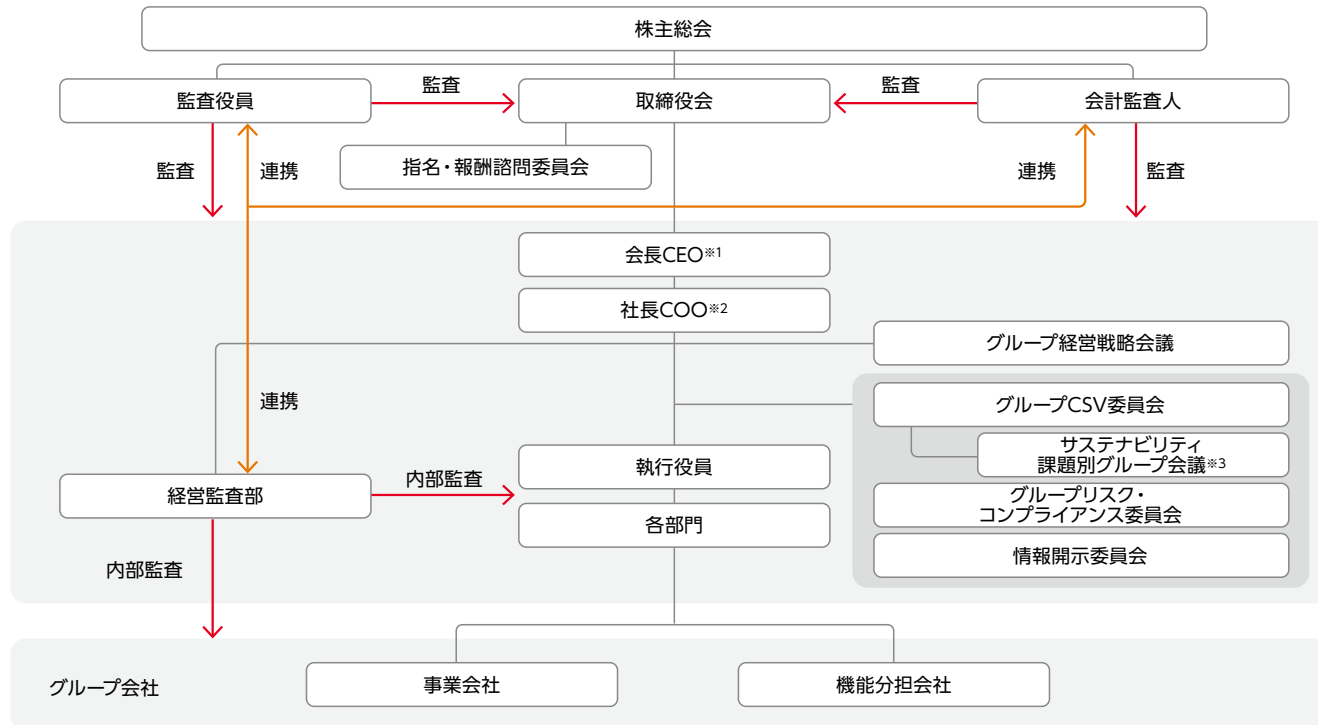 株主総会
監査役員
監査
取締役会
監査
会計監査人
監査
連携
指名・報酬諮問委員会
連携
監査
会長CEO※1
社長COO※2
グループ経営戦略会議
連携
グループCSV委員会
サステナビリティ
課題別グループ会議※3
経営監査部
内部監査
執行役員
グループリスク・
コンプライアンス委員会
各部門
情報開示委員会
内部監査
グループ会社
事業会社
機能分担会社